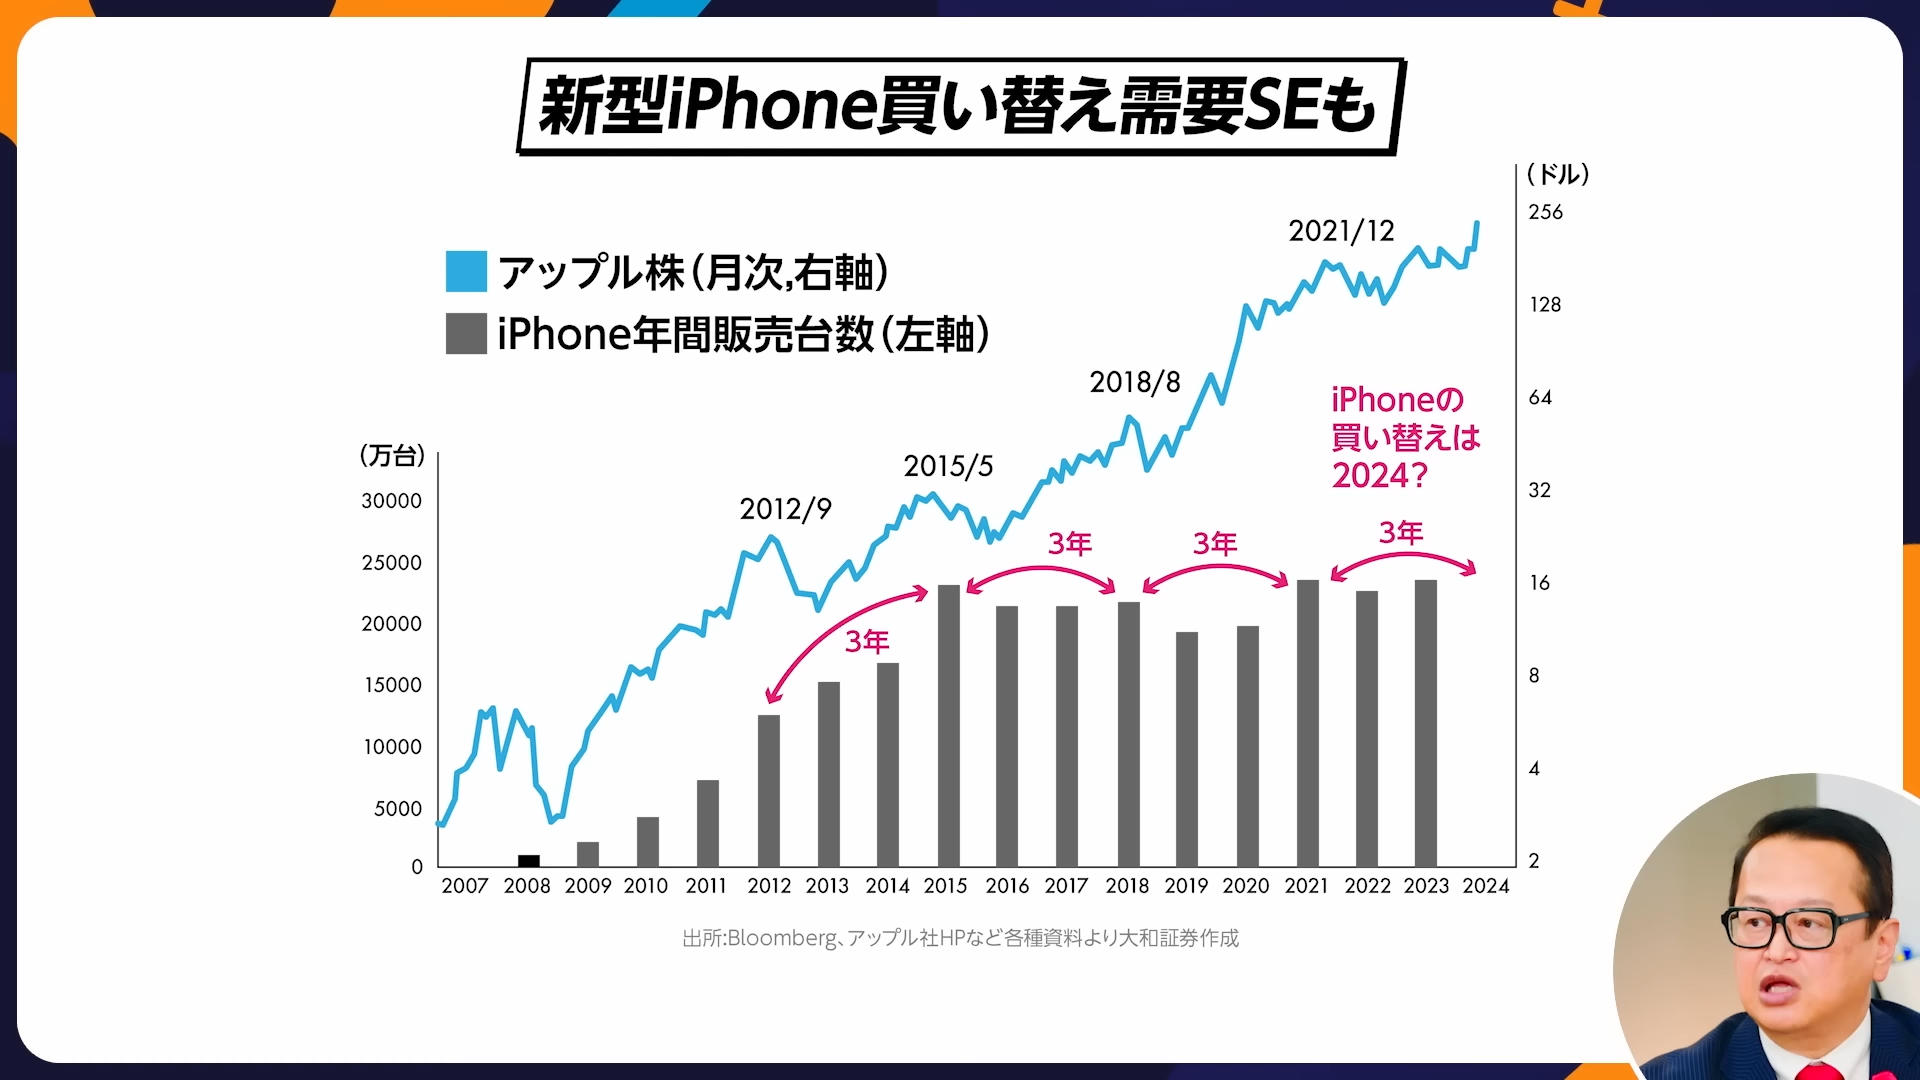 新型iPhone買い替え需要SEも
アップル株（月次,右軸）
iPhone年間販売台数（左軸）
（万台）
30000
25000
20000
15000
10000
5000
0
（ドル）
256
128
64
32
16
8
4
2
2012/9
2015/5
2018/8
2021/12
iPhoneの
買い替えは
2024？
3年
3年
3年
3年
2007 2008 2009 2010 2011 2012 2013 2014 2015 2016 2017 2018 2019 2020 2021 2022 2023 2024
出所:Bloomberg、アップル社HPなど各種資料より大和証券作成